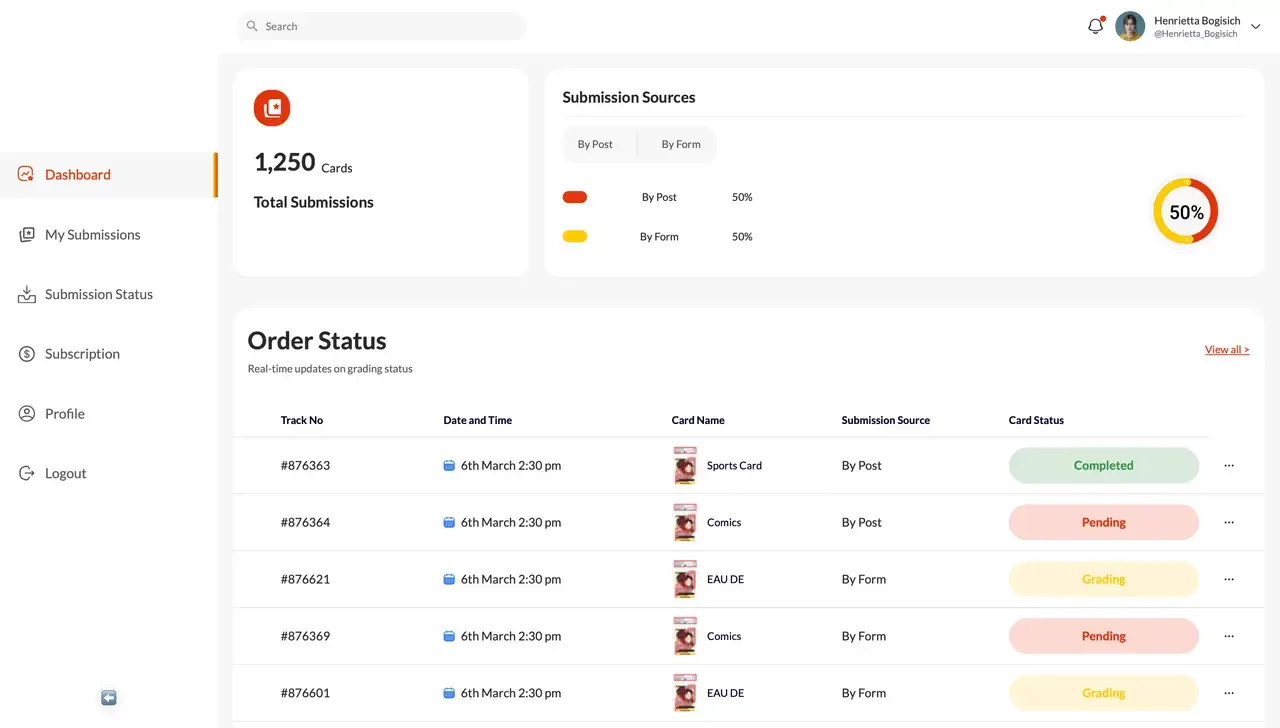 Search
Henrietta Bogisich
@Henrietta_Bogisich
Dashboard
My Submissions
Submission Status
Subscription
Profile
Logout
1,250 Cards
Total Submissions
Submission Sources
By Post By Form
By Post 50%
By Form 50%
50%
Order Status
Real-time updates on grading status
View all >
Track No Date and Time Card Name Submission Source Card Status
#876363 6th March 2:30 pm Sports Card By Post Completed ...
#876364 6th March 2:30 pm Comics By Post Pending ...
#876621 6th March 2:30 pm EAU DE By Form Grading ...
#876369 6th March 2:30 pm Comics By Form Pending ...
#876601 6th March 2:30 pm EAU DE By Form Grading ...